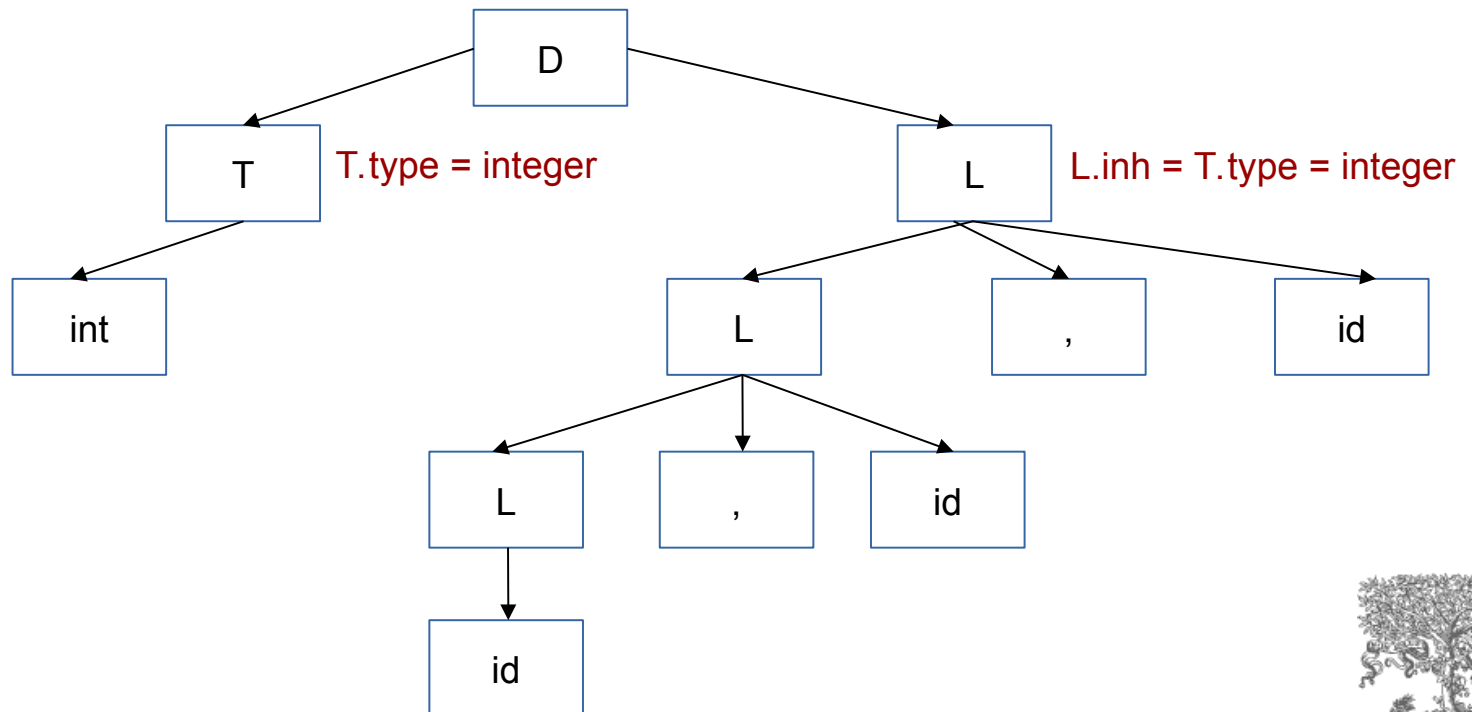 D
T
T.type = integer
L
L.inh = T.type = integer
int
L
,
id
L
,
id
id